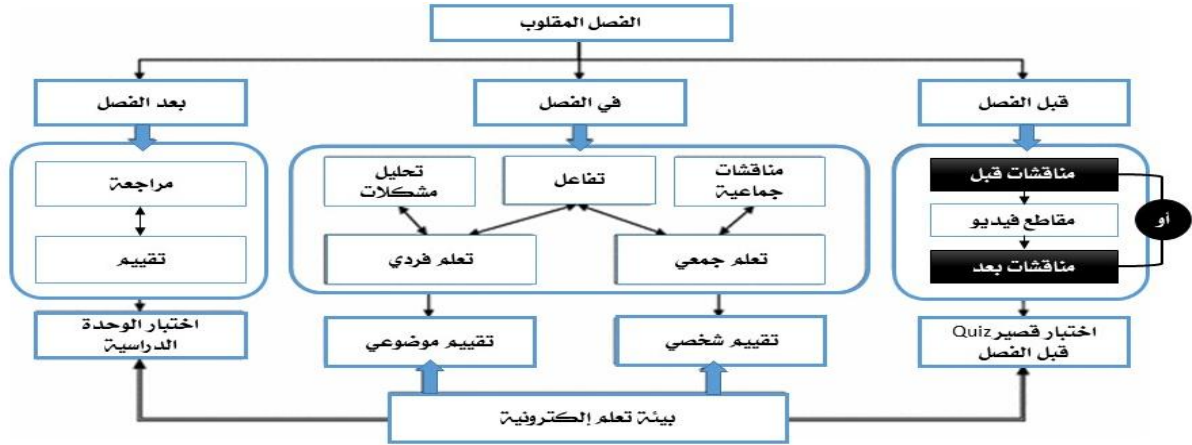 الفصل المقلوب
قبل الفصل
في الفصل
بعد الفصل
مناقشات قبل
مقاطع فيديو
مناقشات بعد
أو
مناقشات
جماعية
تفاعل
تحليل
مشكلات
تعلم جمعي
تعلم فردي
مراجعة
تقييم
اختبار قصير Quiz
قبل الفصل
تقييم شخصي
تقييم موضوعي
اختبار الوحدة
الدراسية
بيئة تعلم إلكترونية